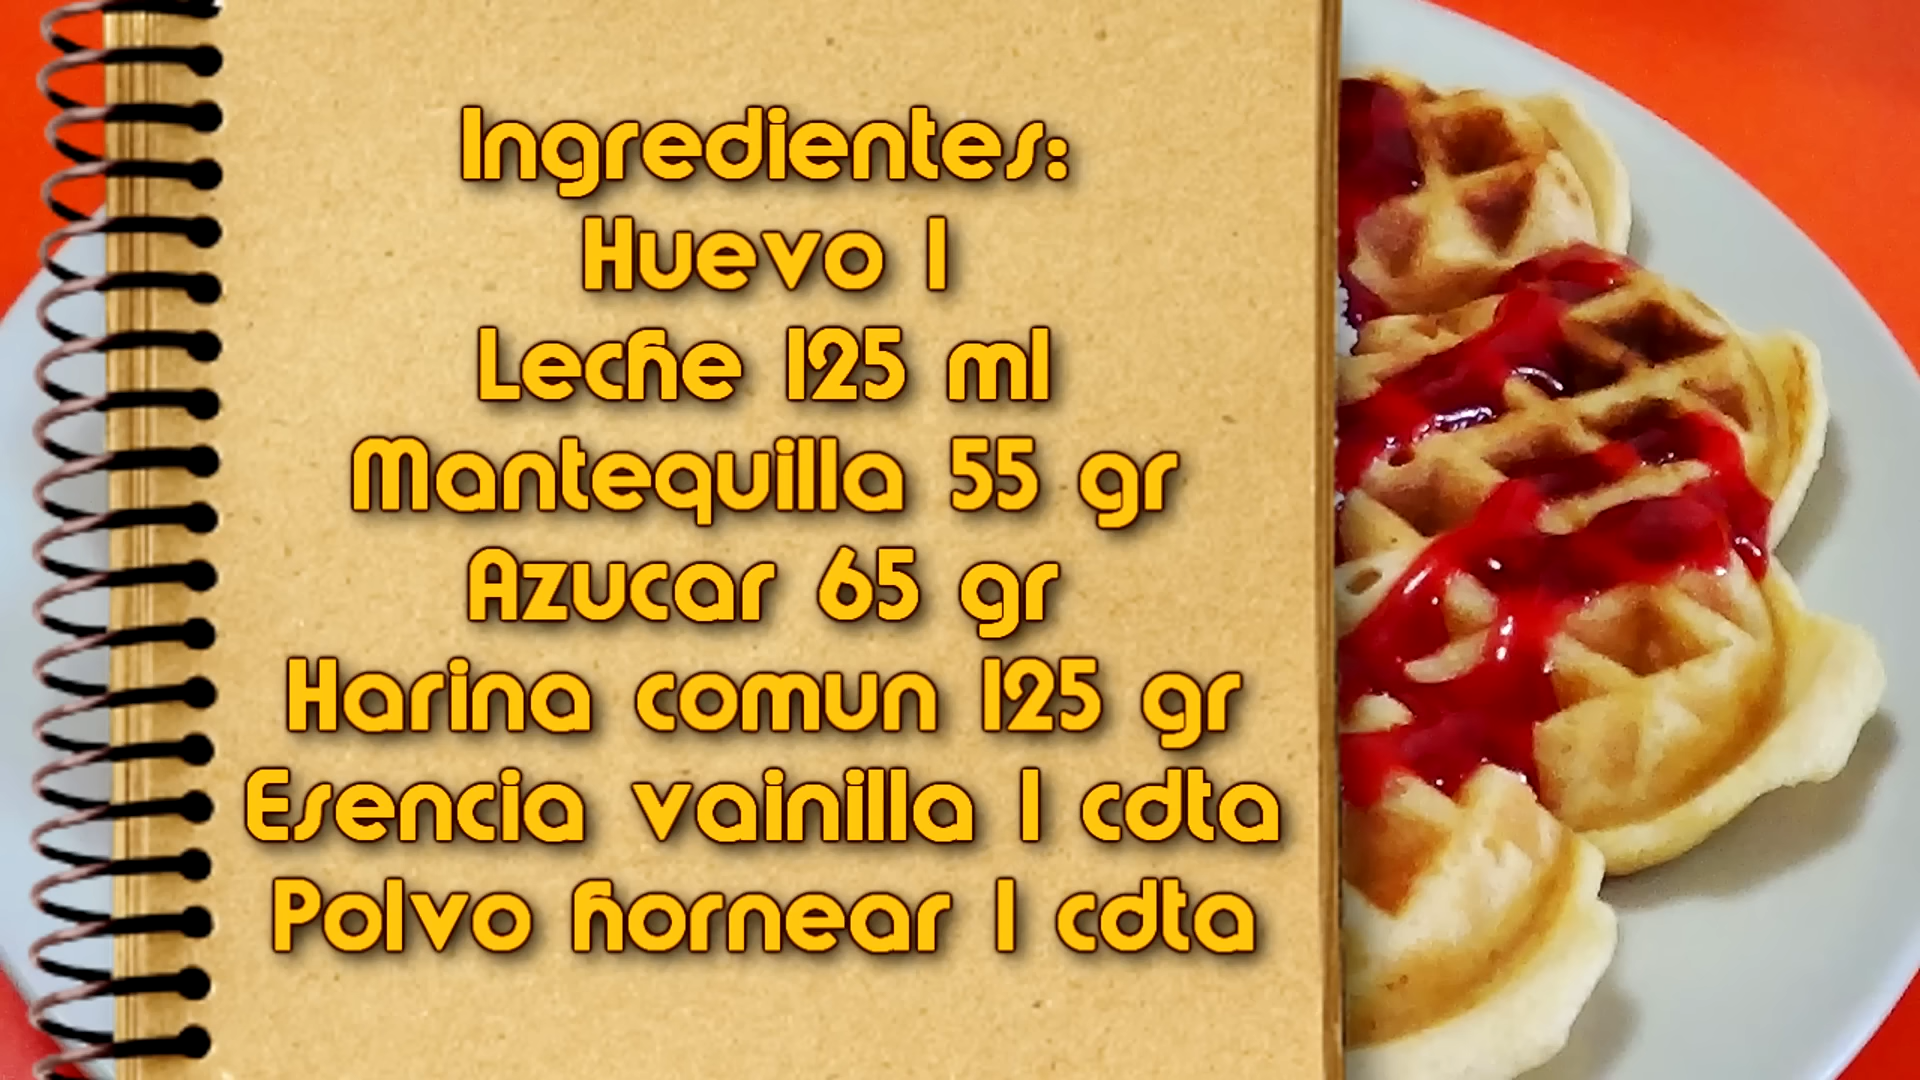 Ingredientes:
Huevo 1
Leche 125 ml
Mantequilla 55 gr
Azucar 65 gr
Harina comun 125 gr
Esencia vainilla 1 cdta
Polvo hornear 1 cdta